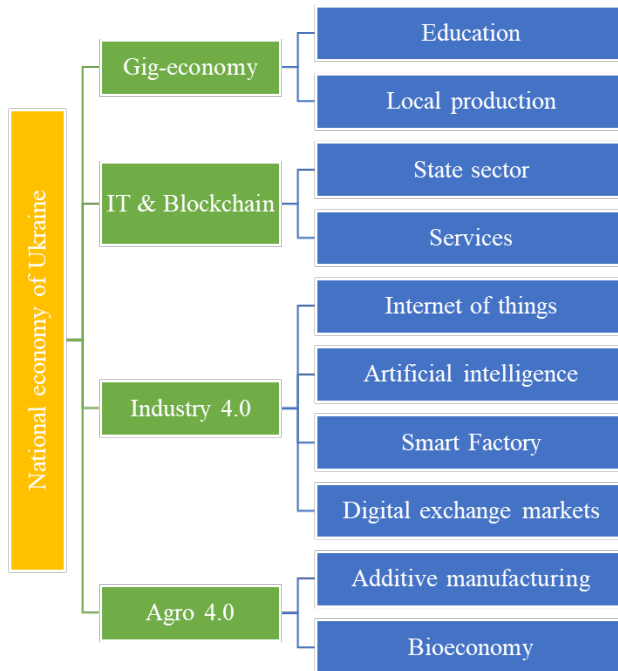 National economy of Ukraine
Gig-economy
Education
Local production
IT & Blockchain
State sector
Services
Industry 4.0
Internet of things
Artificial intelligence
Smart Factory
Digital exchange markets
Agro 4.0
Additive manufacturing
Bioeconomy